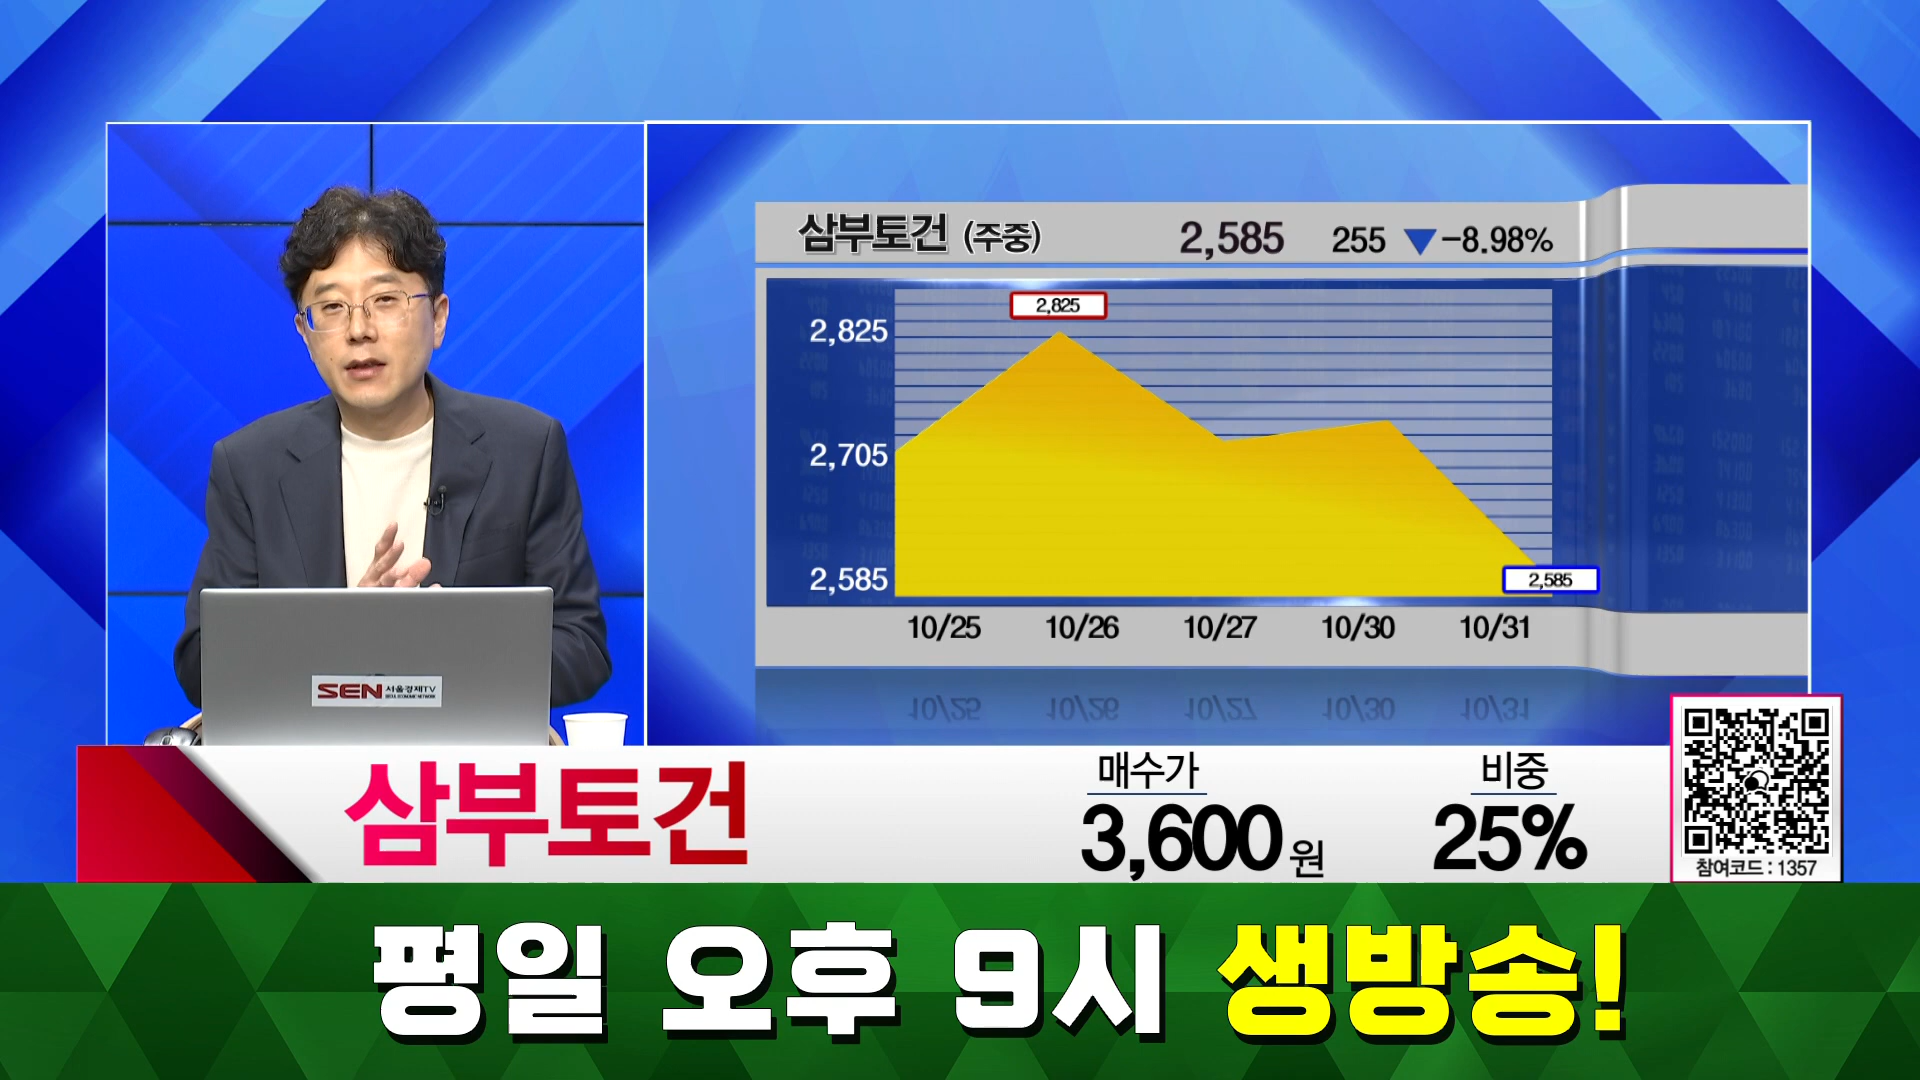 삼부토건 (주중) 2,585 255 ▼-8.98%
2,825
2,825
2,705
2,585
2,585
10/25 10/26 10/27 10/30 10/31
SEN 서울경제TV
SEOUL ECONOMIC NETWORK
삼부토건
매수가
3,600원
비중
25%
참여코드 : 1357
평일 오후 9시 생방송!